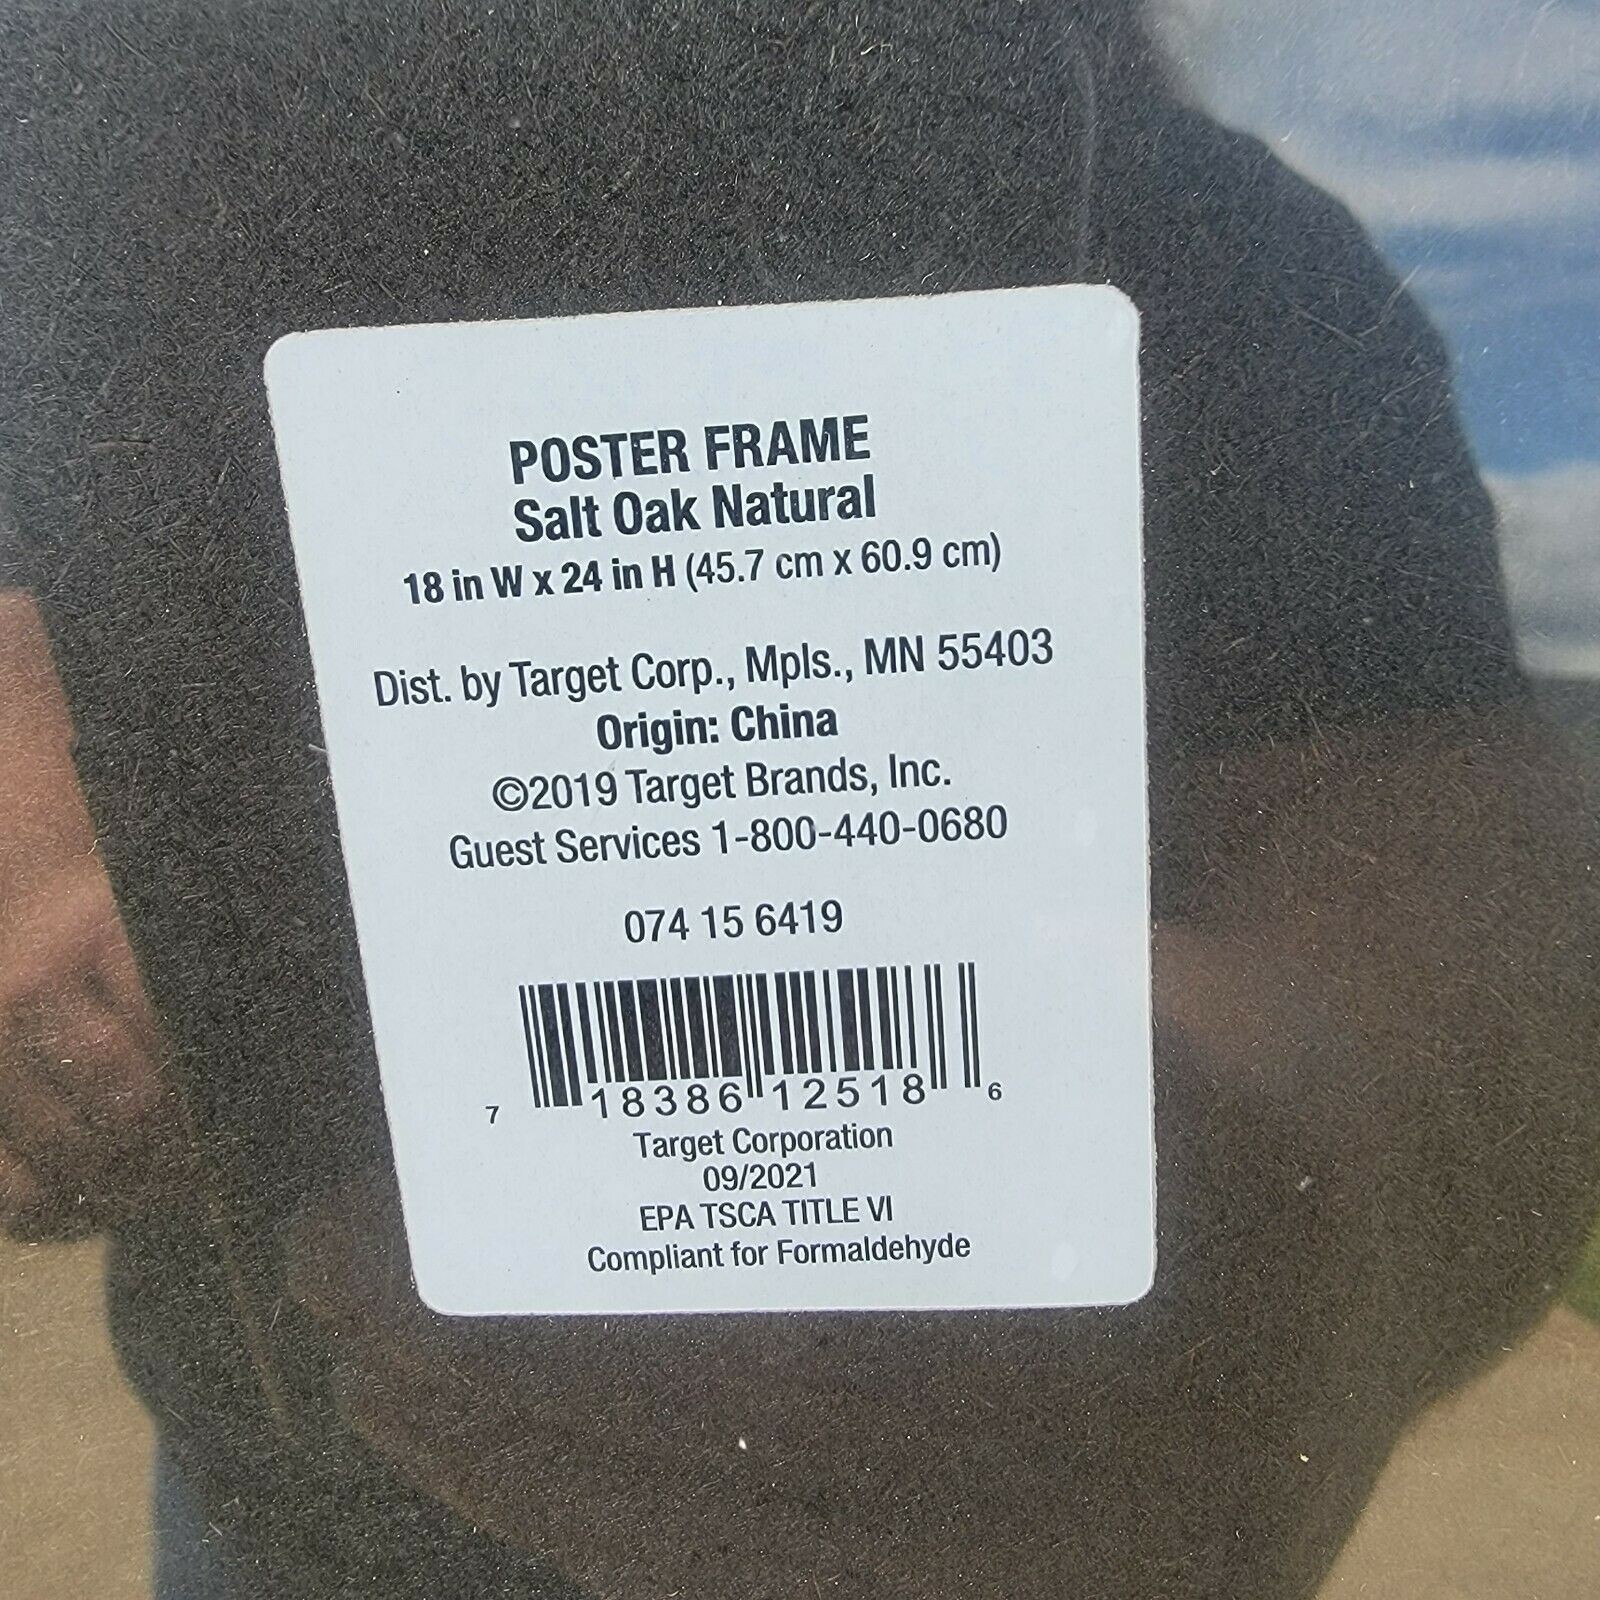 POSTER FRAME
Salt Oak Natural
18 in W x 24 in H (45.7 cm x 60.9 cm)
Dist. by Target Corp., Mpls., MN 55403
Origin: China
©2019 Target Brands, Inc.
Guest Services 1-800-440-0680
074 15 6419
7 18386 12518 6
Target Corporation
09/2021
EPA TSCA TITLE VI
Compliant for Formaldehyde